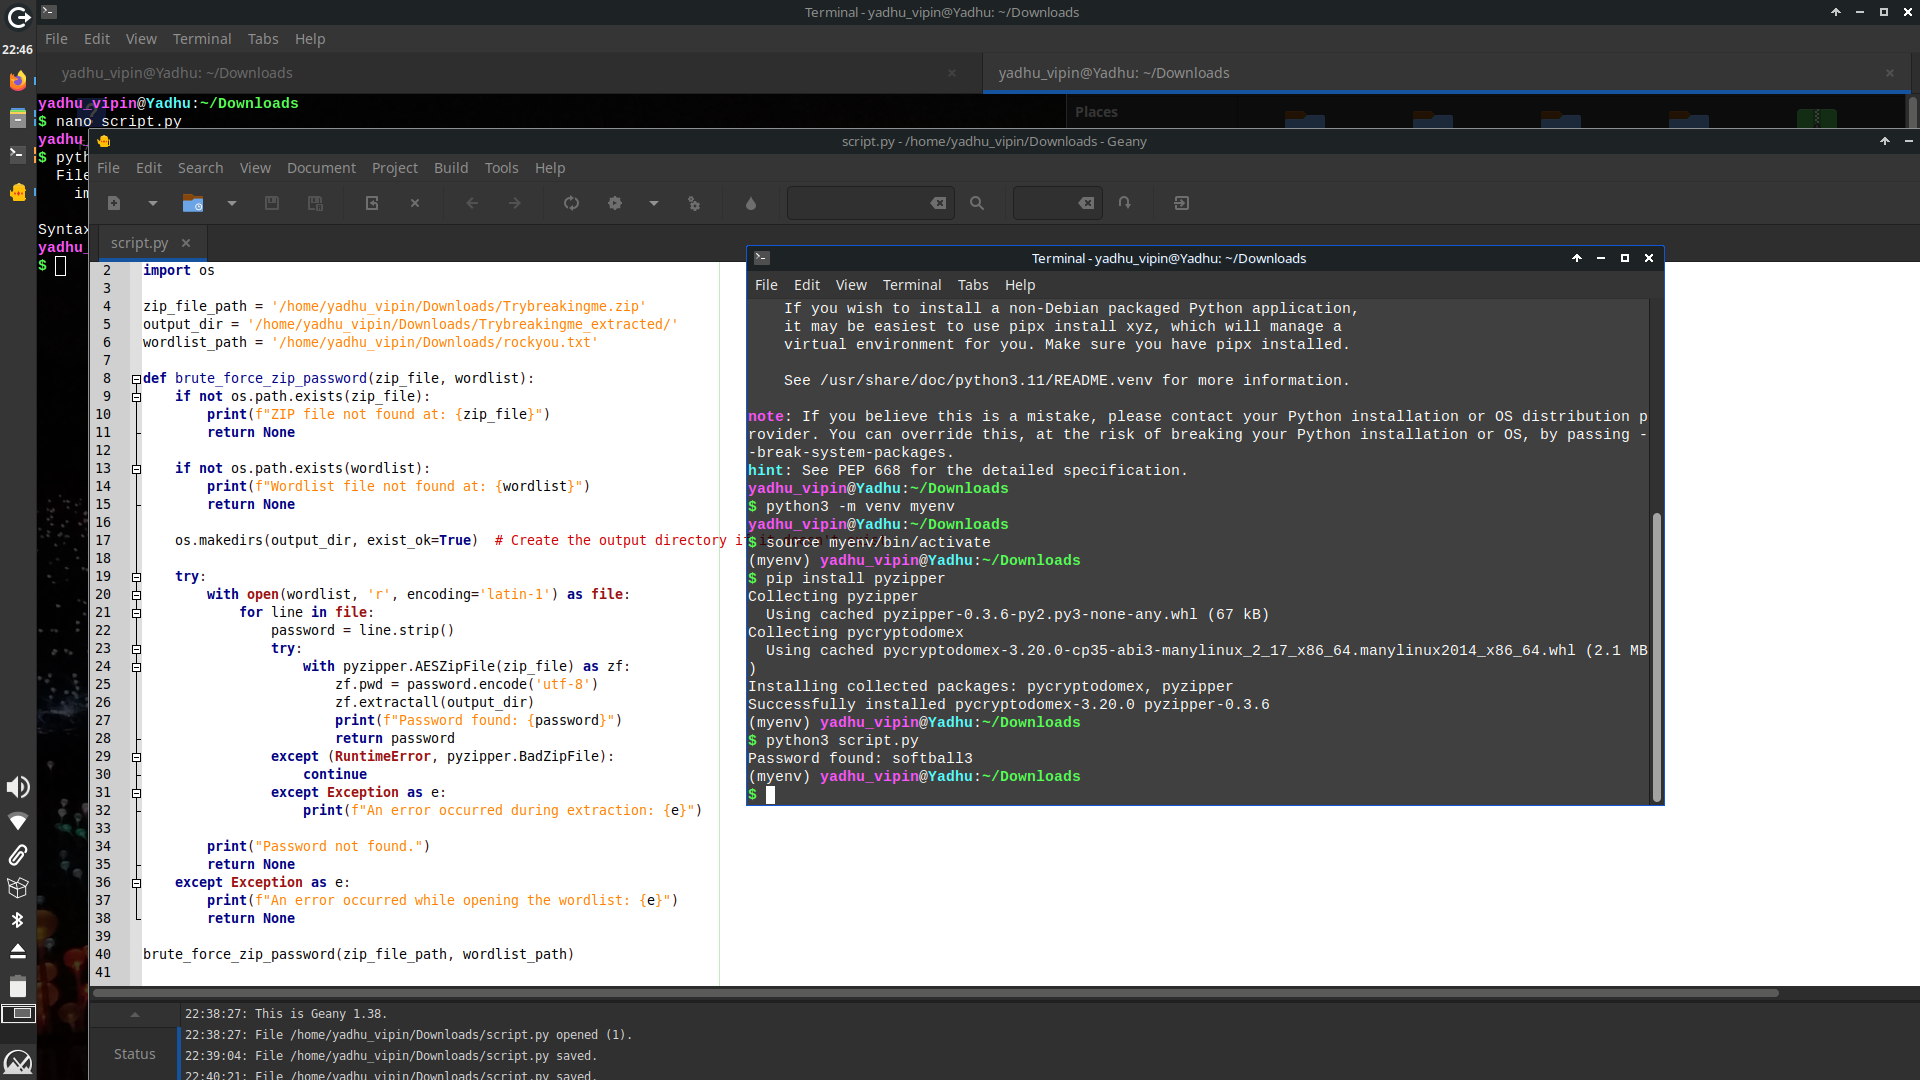 Terminal - yadhu_vipin@Yadhu: ~/Downloads
22:46
File Edit View Terminal Tabs Help
yadhu_vipin@Yadhu: ~/Downloads
yadhu_vipin@Yadhu: ~/Downloads
yadhu_vipin@Yadhu:~/Downloads
$ nano script.py
yadhu_
$ pyth
File
im
Syntax
yadhu_
$
Places
script.py - /home/yadhu_vipin/Downloads - Geany
File Edit Search View Document Project Build Tools Help
script.py
2 import os
3
4 zip_file_path = '/home/yadhu_vipin/Downloads/Trybreakingme.zip'
5 output_dir = '/home/yadhu_vipin/Downloads/Trybreakingme_extracted/'
6 wordlist_path = '/home/yadhu_vipin/Downloads/rockyou.txt'
7
8 def brute_force_zip_password(zip_file, wordlist):
9     if not os.path.exists(zip_file):
10         print(f"ZIP file not found at: {zip_file}")
11         return None
12
13     if not os.path.exists(wordlist):
14         print(f"Wordlist file not found at: {wordlist}")
15         return None
16
17     os.makedirs(output_dir, exist_ok=True)  # Create the output directory i
18
19     try:
20         with open(wordlist, 'r', encoding='latin-1') as file:
21             for line in file:
22                 password = line.strip()
23                 try:
24                     with pyzipper.AESZipFile(zip_file) as zf:
25                         zf.pwd = password.encode('utf-8')
26                         zf.extractall(output_dir)
27                         print(f"Password found: {password}")
28                         return password
29                 except (RuntimeError, pyzipper.BadZipFile):
30                     continue
31                 except Exception as e:
32                     print(f"An error occurred during extraction: {e}")
33
34         print("Password not found.")
35         return None
36     except Exception as e:
37         print(f"An error occurred while opening the wordlist: {e}")
38         return None
39
40 brute_force_zip_password(zip_file_path, wordlist_path)
41
Terminal - yadhu_vipin@Yadhu: ~/Downloads
File Edit View Terminal Tabs Help
If you wish to install a non-Debian packaged Python application,
it may be easiest to use pipx install xyz, which will manage a
virtual environment for you. Make sure you have pipx installed.
See /usr/share/doc/python3.11/README.venv for more information.
note: If you believe this is a mistake, please contact your Python installation or OS distribution p
rovider. You can override this, at the risk of breaking your Python installation or OS, by passing -
-break-system-packages.
hint: See PEP 668 for the detailed specification.
yadhu_vipin@Yadhu:~/Downloads
$ python3 -m venv myenv
yadhu_vipin@Yadhu:~/Downloads
$ source myenv/bin/activate
(myenv) yadhu_vipin@Yadhu:~/Downloads
$ pip install pyzipper
Collecting pyzipper
Using cached pyzipper-0.3.6-py2.py3-none-any.whl (67 kB)
Collecting pycryptodomex
Using cached pycryptodomex-3.20.0-cp35-abi3-manylinux_2_17_x86_64.manylinux2014_x86_64.whl (2.1 MB
)
Installing collected packages: pycryptodomex, pyzipper
Successfully installed pycryptodomex-3.20.0 pyzipper-0.3.6
(myenv) yadhu_vipin@Yadhu:~/Downloads
$ python3 script.py
Password found: softball3
(myenv) yadhu_vipin@Yadhu:~/Downloads
$
Status
22:38:27: This is Geany 1.38.
22:38:27: File /home/yadhu_vipin/Downloads/script.py opened (1).
22:39:04: File /home/yadhu_vipin/Downloads/script.py saved.
22:40:21: File /home/yadhu_vipin/Downloads/script.py saved.